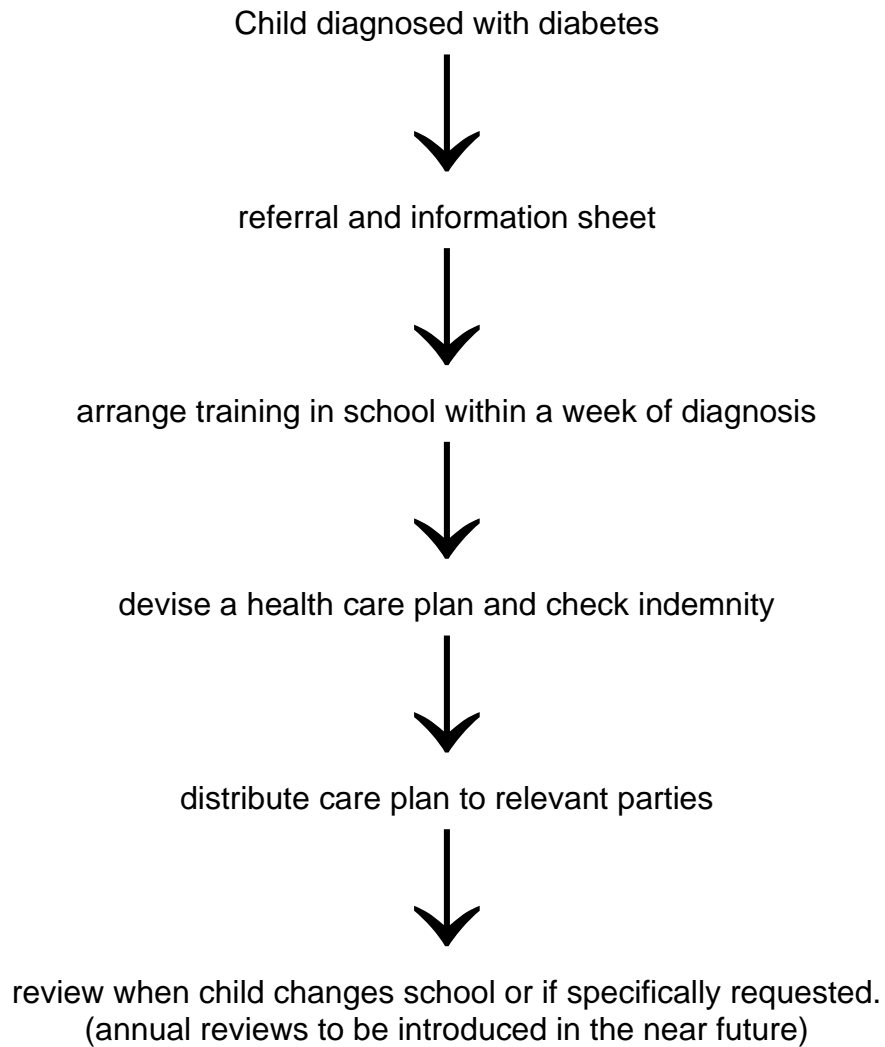 Child diagnosed with diabetes
referral and information sheet
arrange training in school within a week of diagnosis
devise a health care plan and check indemnity
distribute care plan to relevant parties
review when child changes school or if specifically requested.
(annual reviews to be introduced in the near future)